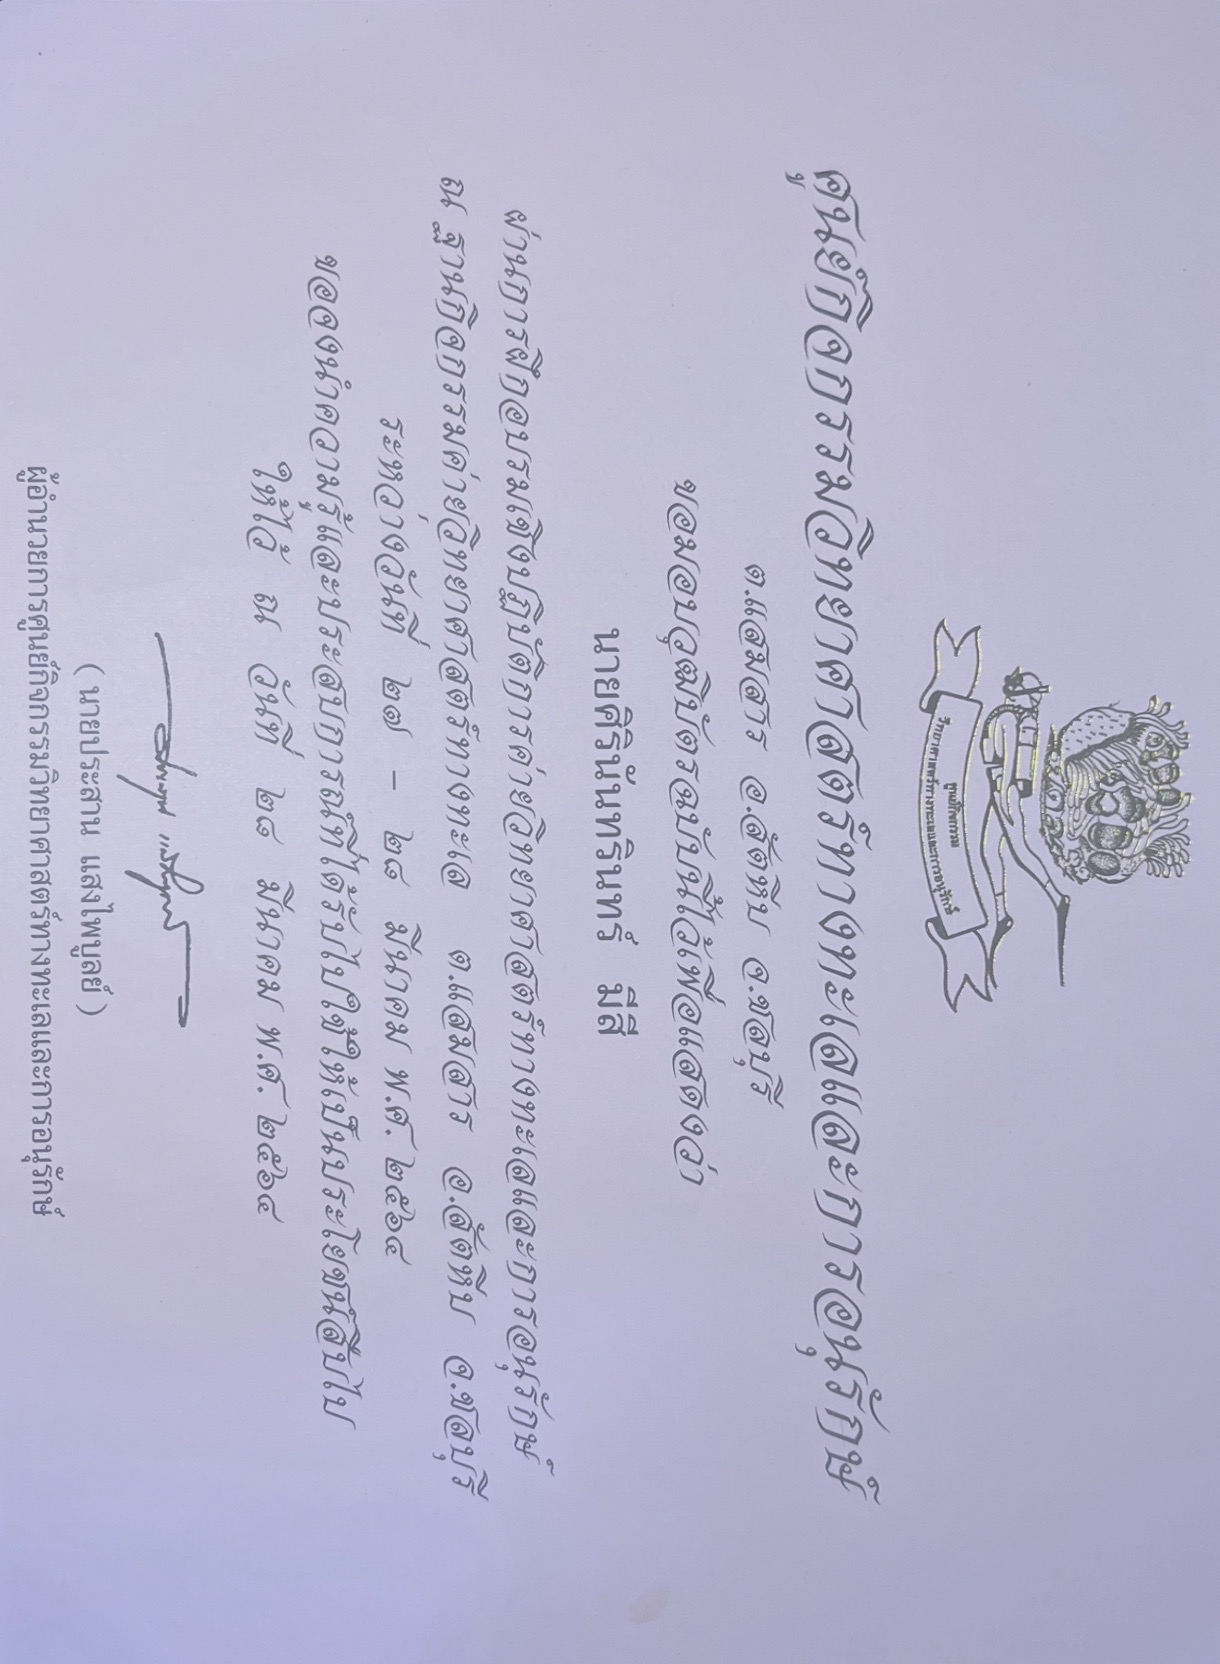 ศูนย์กิจกรรม
วิทยาศาสตร์ทางทะเลและการอนุรักษ์
ศูนย์กิจกรรมวิทยาศาสตร์ทางทะเลและการอนุรักษ์
ต.แสมสาร อ.สัตหีบ จ.ชลบุรี
ขอมอบวุฒิบัตรฉบับนี้ไว้เพื่อแสดงว่า
นายศิรินันทรินทร์ มีสี
ผ่านการฝึกอบรมเชิงปฏิบัติการค่ายวิทยาศาสตร์ทางทะเลและการอนุรักษ์
ณ ฐานกิจกรรมค่ายวิทยาศาสตร์ทางทะเล ต.แสมสาร อ.สัตหีบ จ.ชลบุรี
ระหว่างวันที่ ๒๗ - ๒๘ มีนาคม พ.ศ. ๒๕๖๔
ขอจงนำความรู้และประสบการณ์ที่ได้รับไปใช้ให้เป็นประโยชน์สืบไป
ให้ไว้ ณ วันที่ ๒๘ มีนาคม พ.ศ. ๒๕๖๔
( นายประสาน แสงไพบูลย์ )
ผู้อำนวยการศูนย์กิจกรรมวิทยาศาสตร์ทางทะเลและการอนุรักษ์